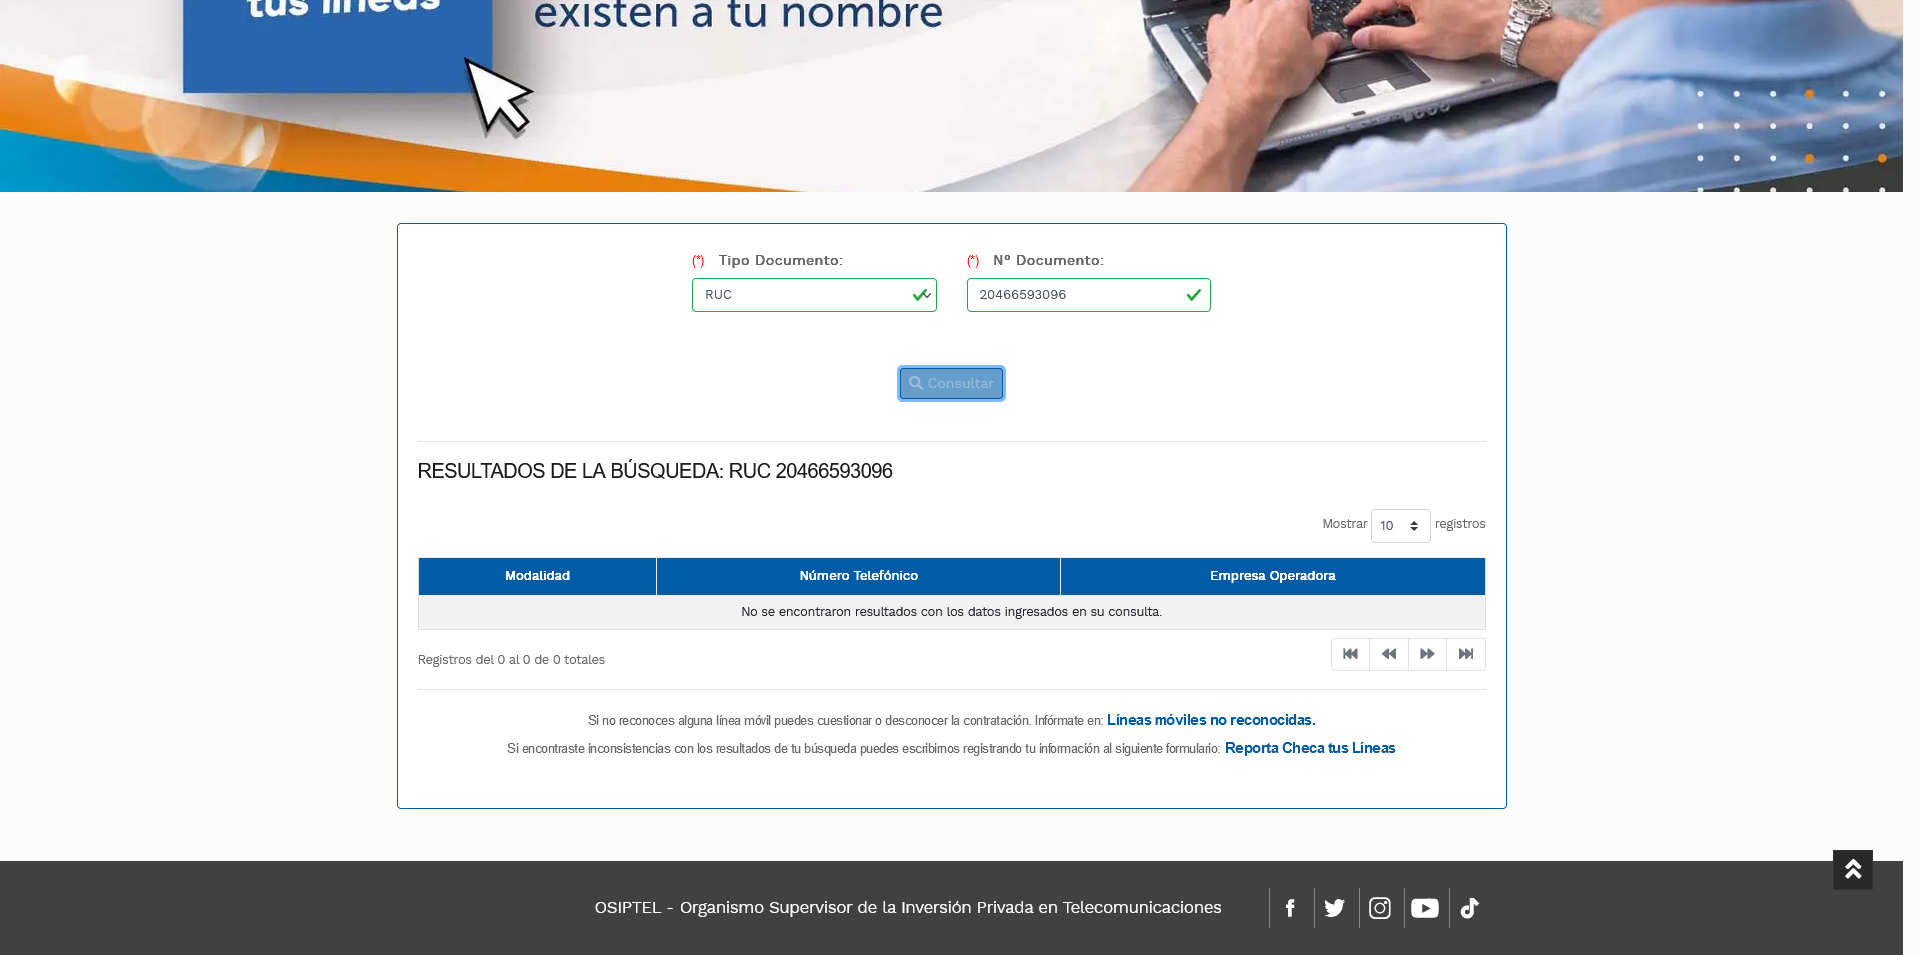 tus líneas
existen a tu nombre
(*) Tipo Documento:
(*) Nº Documento:
RUC
20466593096
Consultar
RESULTADOS DE LA BÚSQUEDA: RUC 20466593096
Mostrar 10 registros
Modalidad
Número Telefónico
Empresa Operadora
No se encontraron resultados con los datos ingresados en su consulta.
Registros del 0 al 0 de 0 totales
Si no reconoces alguna línea móvil puedes cuestionar o desconocer la contratación. Infórmate en: Líneas móviles no reconocidas.
Si encontraste inconsistencias con los resultados de tu búsqueda puedes escribirnos registrando tu información al siguiente formulario: Reporta Checa tus Líneas
OSIPTEL - Organismo Supervisor de la Inversión Privada en Telecomunicaciones